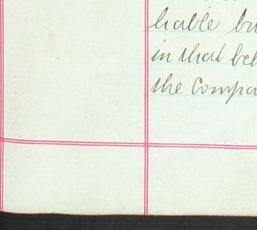 liable bu
in that bel
the Compa